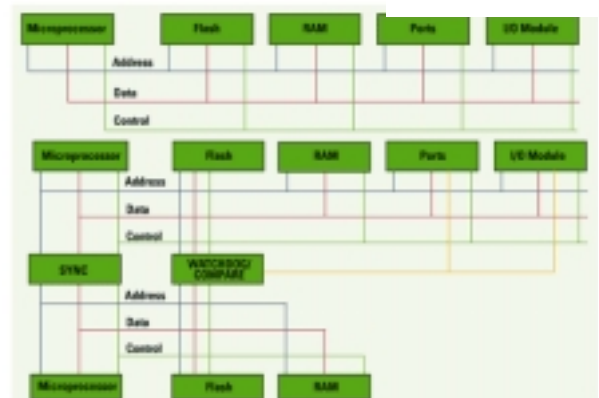 Microprocessor Flash RAM Ports I/O Module
Address
Data
Control
Microprocessor Flash RAM Ports I/O Module
Address
Data
Control
SYNC WATCHDOG/
COMPARE
Address
Data
Control
Microprocessor Flash RAM